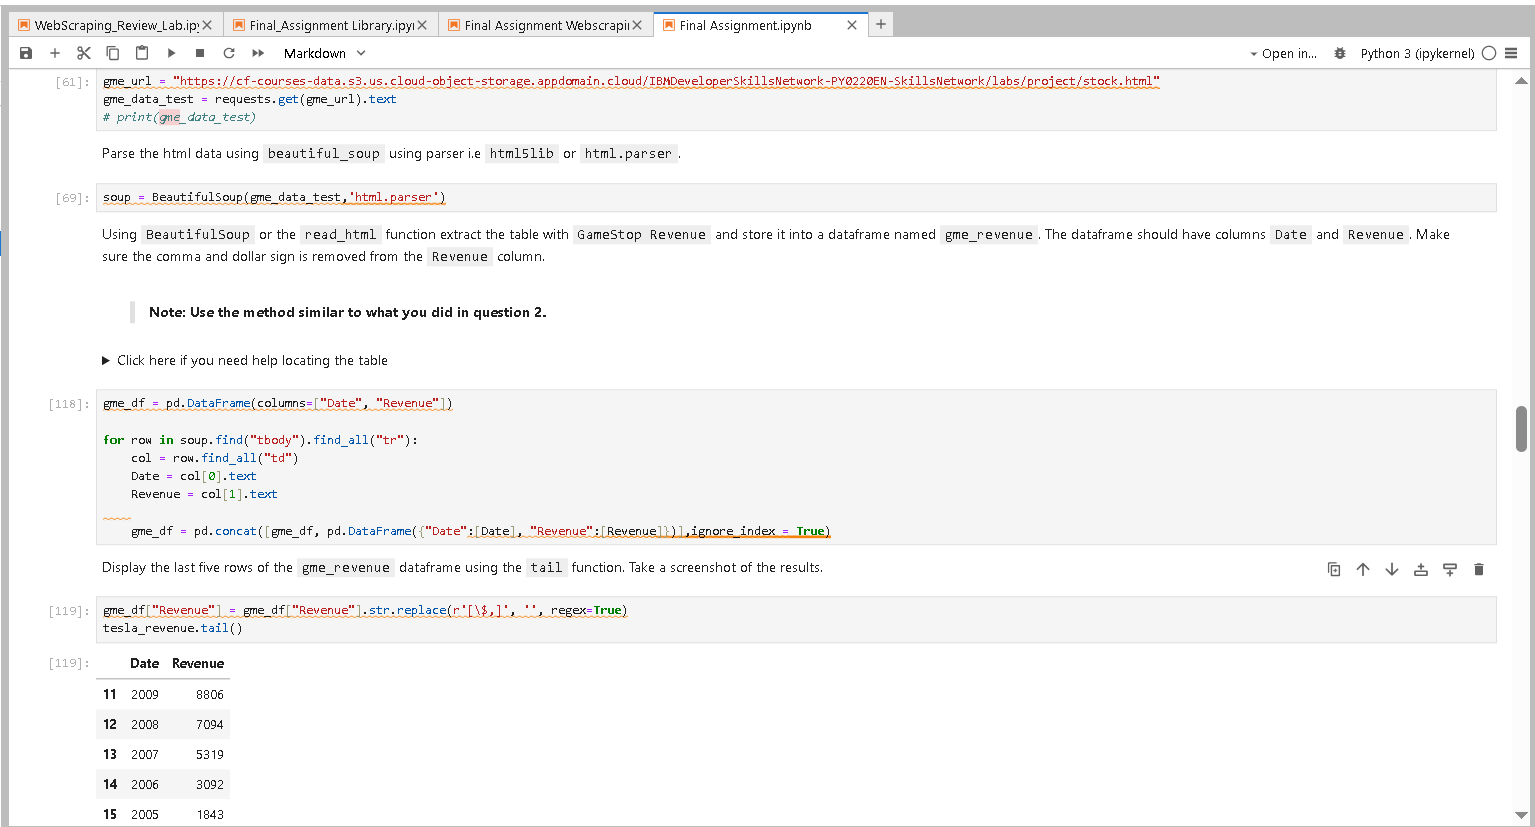 WebScraping_Review_Lab.ipy
Final_Assignment Library.ipyı
Final Assignment Webscrapiı
Final Assignment.ipynb
Markdown
Open in...
Python 3 (ipykernel)
[61]:
gme_url = "https://cf-courses-data.s3.us.cloud-object-storage.appdomain.cloud/IBMDeveloperSkillsNetwork-PY0220EN-SkillsNetwork/labs/project/stock.html"
gme_data_test = requests.get(gme_url).text
# print(gme_data_test)
Parse the html data using beautiful_soup using parser i.e html5lib or html.parser.
[69]:
soup = BeautifulSoup(gme_data_test,'html.parser')
Using BeautifulSoup or the read_html function extract the table with GameStop Revenue and store it into a dataframe named gme_revenue. The dataframe should have columns Date and Revenue. Make
sure the comma and dollar sign is removed from the Revenue column.
Note: Use the method similar to what you did in question 2.
Click here if you need help locating the table
[118]:
gme_df = pd.DataFrame(columns=["Date", "Revenue"])
for row in soup.find("tbody").find_all("tr"):
col = row.find_all("td")
Date = col[0].text
Revenue = col[1].text
gme_df = pd.concat([gme_df, pd.DataFrame({"Date":[Date], "Revenue":[Revenue]})],ignore_index = True)
Display the last five rows of the gme_revenue dataframe using the tail function. Take a screenshot of the results.
[119]:
gme_df["Revenue"] = gme_df["Revenue"].str.replace(r'[\$,]', '', regex=True)
tesla_revenue.tail()
[119]:
Date Revenue
11 2009 8806
12 2008 7094
13 2007 5319
14 2006 3092
15 2005 1843